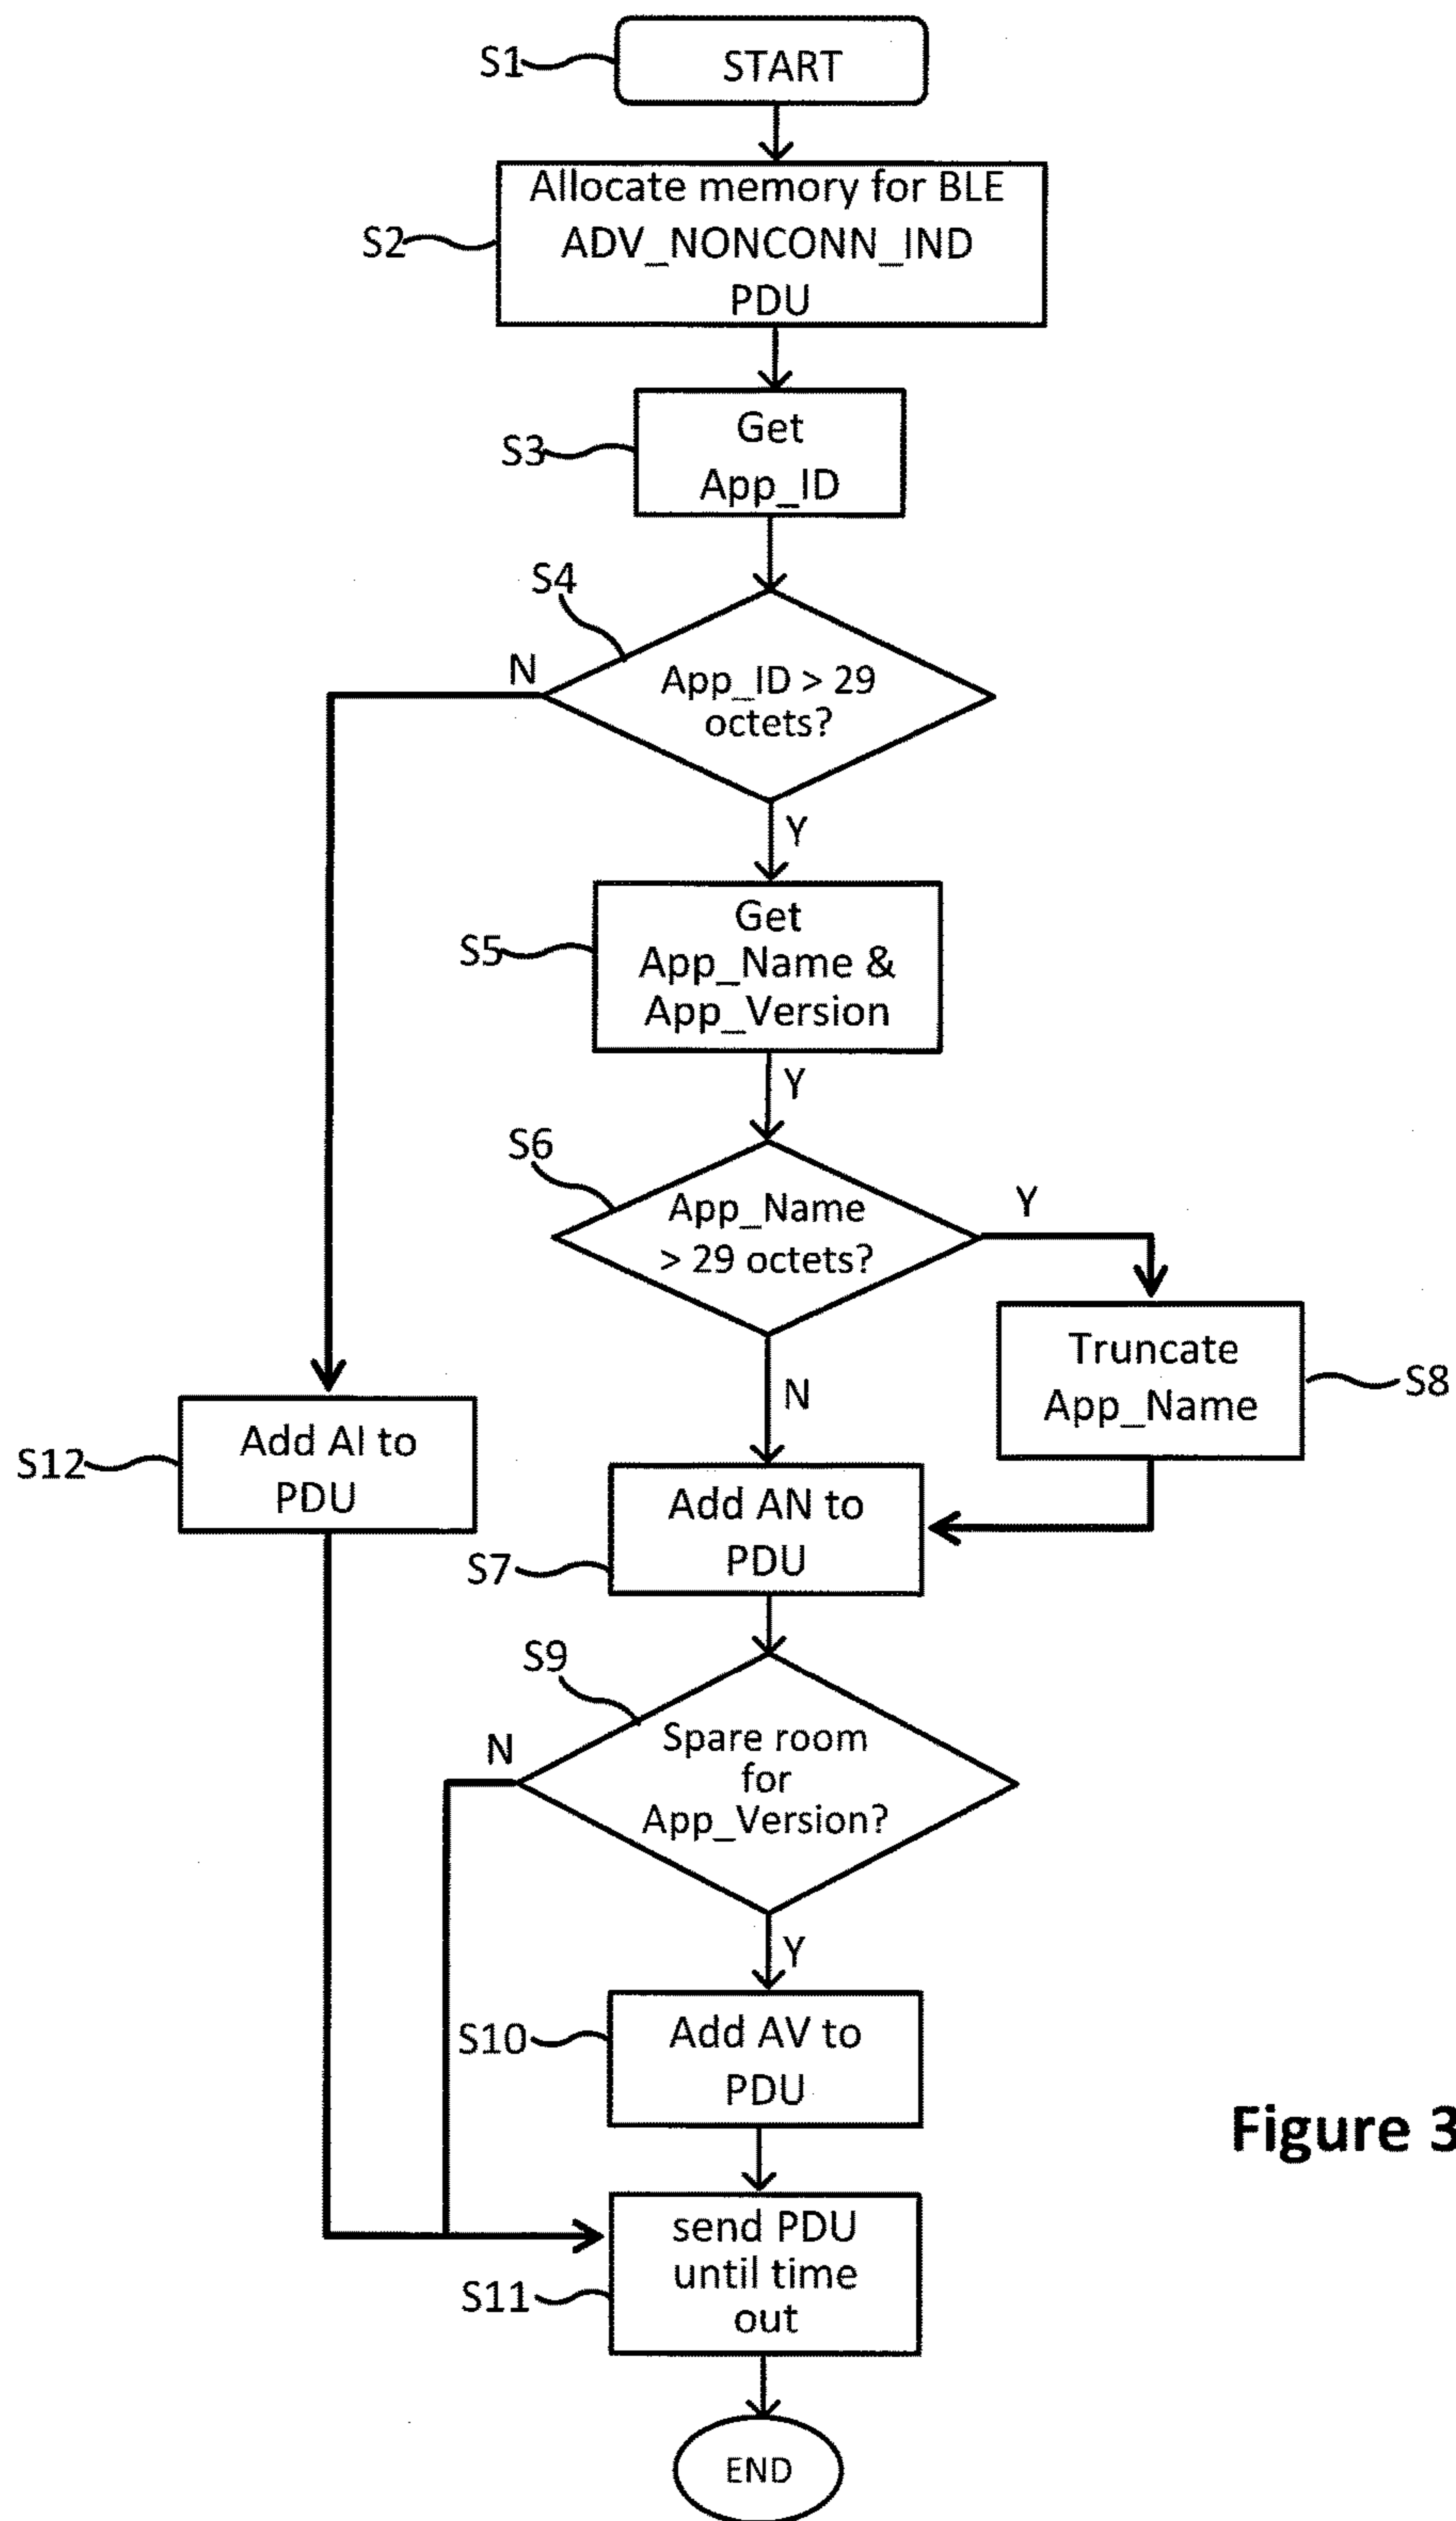 S1
START
S2
Allocate memory for BLE
ADV_NONCONN_IND
PDU
S3
Get
App_ID
S4
N
App_ID > 29
octets?
Y
S5
Get
App_Name &
App_Version
Y
S6
App_Name
> 29 octets?
Y
Truncate
App_Name
S8
N
S12
Add AI to
PDU
S7
Add AN to
PDU
S9
N
Spare room
for
App_Version?
Y
S10
Add AV to
PDU
Figure 3
S11
send PDU
until time
out
END